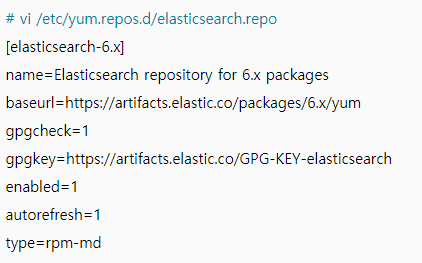 # vi /etc/yum.repos.d/elasticsearch.repo
[elasticsearch-6.x]
name=Elasticsearch repository for 6.x packages
baseurl=https://artifacts.elastic.co/packages/6.x/yum
gpgcheck=1
gpgkey=https://artifacts.elastic.co/GPG-KEY-elasticsearch
enabled=1
autorefresh=1
type=rpm-md